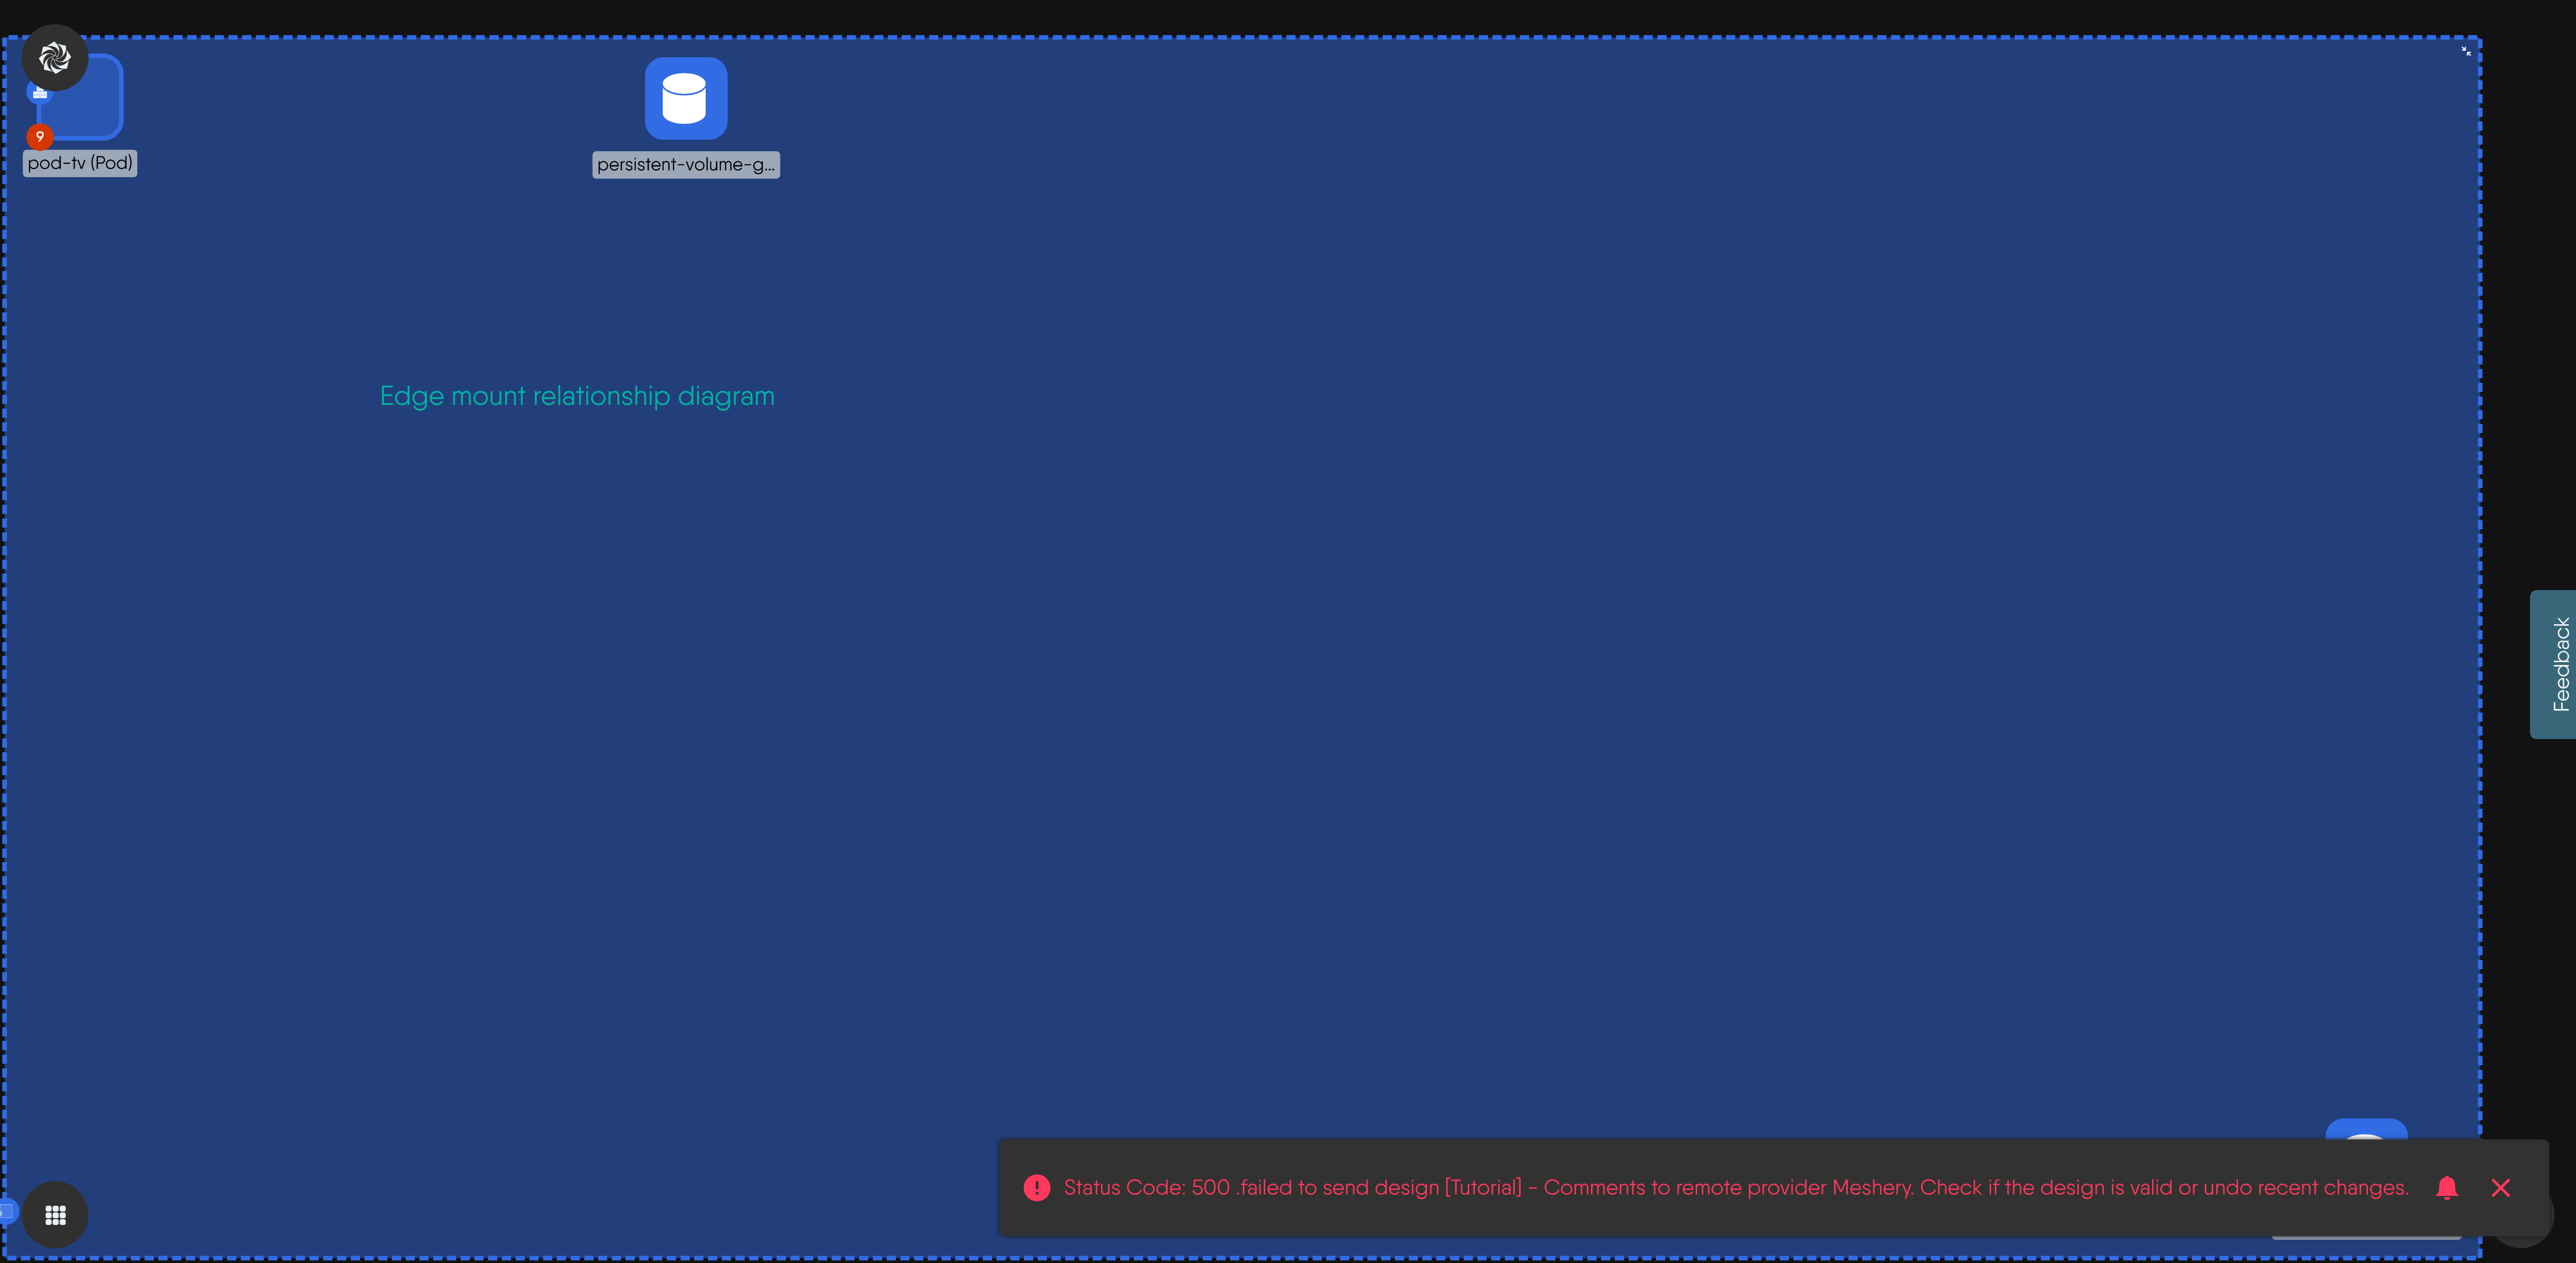 9
pod-tv (Pod)
persistent-volume-g...
Edge mount relationship diagram
Feedback
Status Code: 500 .failed to send design [Tutorial] - Comments to remote provider Meshery. Check if the design is valid or undo recent changes.